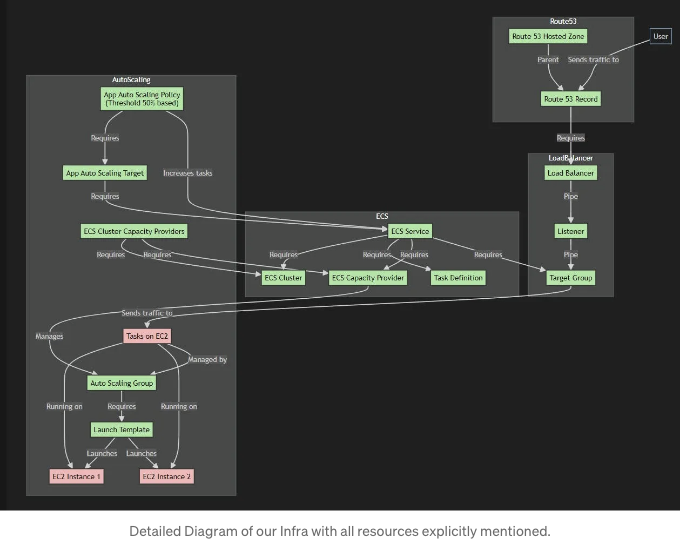 Route53
Route 53 Hosted Zone
User
Parent
Sends traffic to
Route 53 Record
Requires
AutoScaling
App Auto Scaling Policy
(Threshold 50% based)
Requires
Increases tasks
App Auto Scaling Target
Requires
LoadBalancer
Load Balancer
Pipe
Listener
Pipe
Target Group
ECS
ECS Cluster Capacity Providers
Requires
Requires
ECS Service
Requires
Requires
Requires
Requires
ECS Cluster
ECS Capacity Provider
Task Definition
Sends traffic to
Manages
Tasks on EC2
Managed by
Auto Scaling Group
Running on
Requires
Running on
Launch Template
Launches
Launches
EC2 Instance 1
EC2 Instance 2
Detailed Diagram of our Infra with all resources explicitly mentioned.